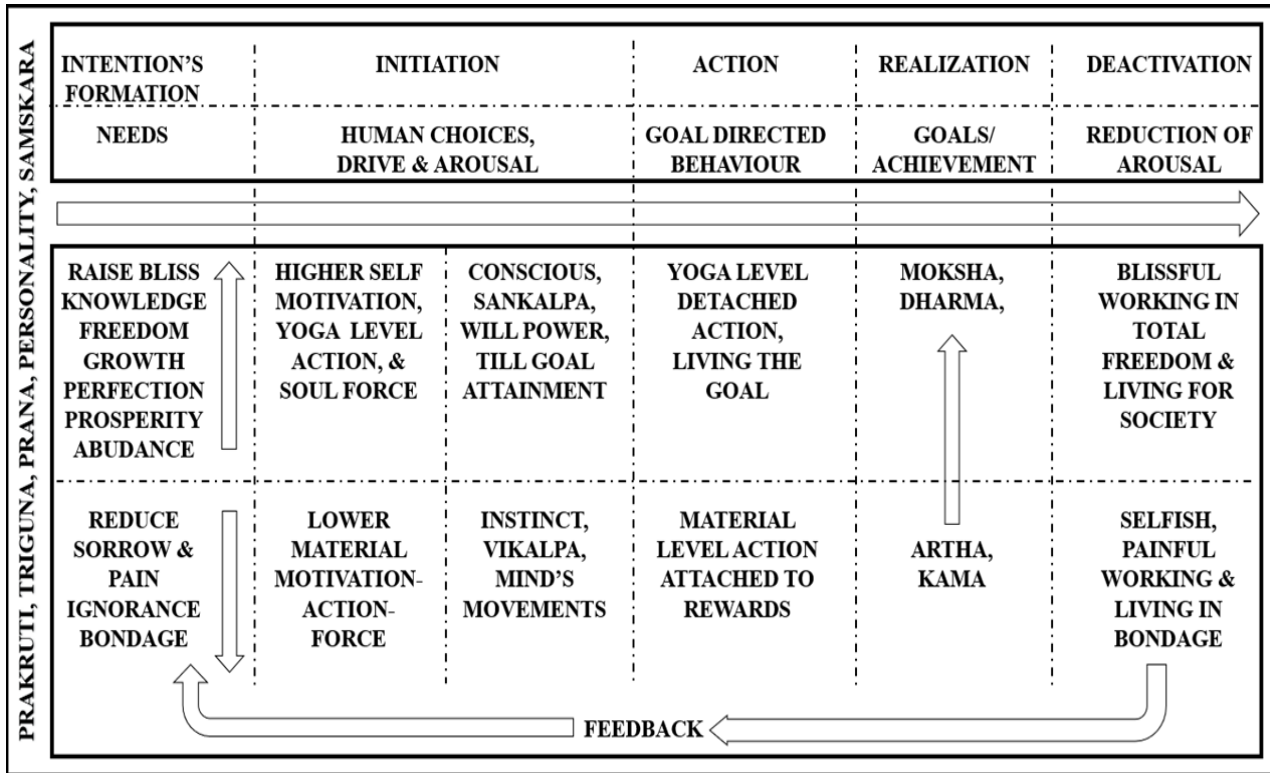 PRAKRUTI, TRIGUNA, PRANA, PERSONALITY, SAMSKARA
INTENTION'S
FORMATION
INITIATION
ACTION
REALIZATION
DEACTIVATION
NEEDS
HUMAN CHOICES,
DRIVE & AROUSAL
GOAL DIRECTED
BEHAVIOUR
GOALS/
ACHIEVEMENT
REDUCTION OF
AROUSAL
RAISE BLISS
KNOWLEDGE
FREEDOM
GROWTH
PERFECTION
PROSPERITY
ABUDANCE
HIGHER SELF
MOTIVATION,
YOGA LEVEL
ACTION, &
SOUL FORCE
CONSCIOUS,
SANKALPA,
WILL POWER,
TILL GOAL
ATTAINMENT
YOGA LEVEL
DETACHED
ACTION,
LIVING THE
GOAL
MOKSHA,
DHARMA,
BLISSFUL
WORKING IN
TOTAL
FREEDOM &
LIVING FOR
SOCIETY
REDUCE
SORROW &
PAIN
IGNORANCE
BONDAGE
LOWER
MATERIAL
MOTIVATION-
ACTION-
FORCE
INSTINCT,
VIKALPA,
MIND'S
MOVEMENTS
MATERIAL
LEVEL ACTION
ATTACHED TO
REWARDS
ARTHA,
KAMA
SELFISH,
PAINFUL
WORKING &
LIVING IN
BONDAGE
FEEDBACK